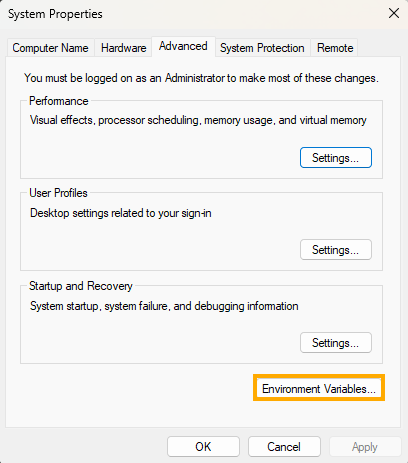 System Properties
Computer Name Hardware Advanced System Protection Remote
You must be logged on as an Administrator to make most of these changes.
Performance
Visual effects, processor scheduling, memory usage, and virtual memory
Settings...
User Profiles
Desktop settings related to your sign-in
Settings...
Startup and Recovery
System startup, system failure, and debugging information
Settings...
Environment Variables...
OK Cancel Apply